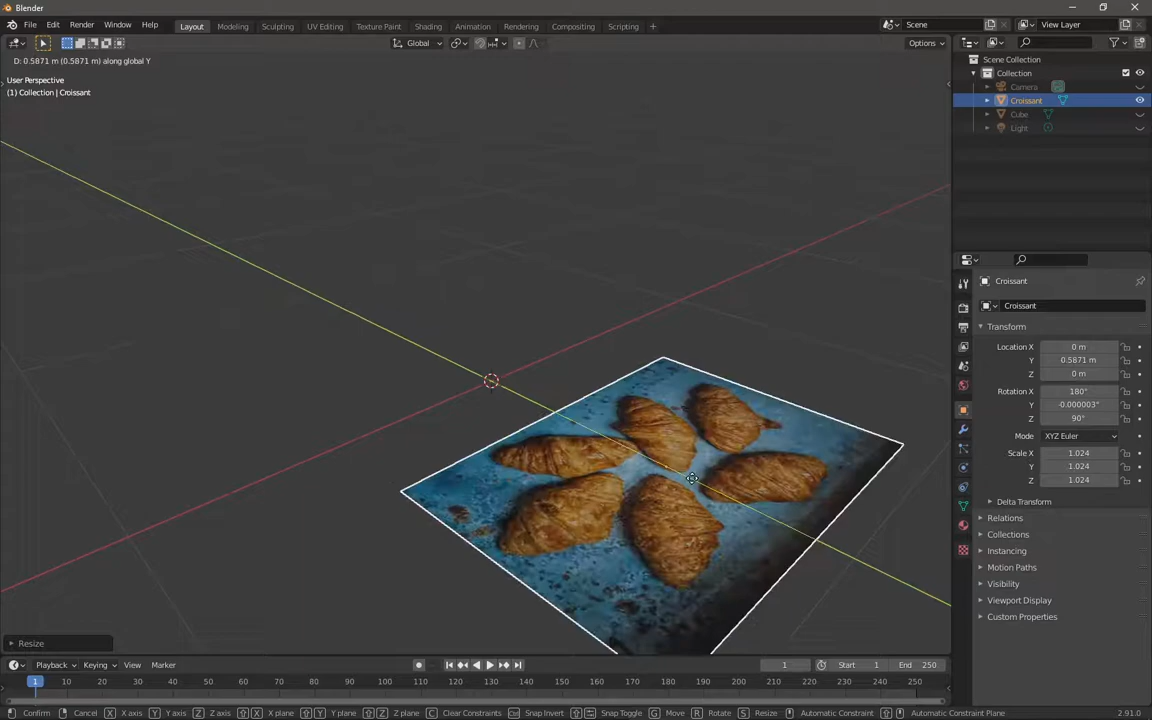 Blender
File Edit Render Window Help Layout Modeling Sculpting UV Editing Texture Paint Shading Animation Rendering Compositing Scripting + Scene View Layer
Global Options
D: 0.5871 m (0.5871 m) along global Y
User Perspective
(1) Collection | Croissant
Scene Collection
Collection
Camera
Croissant
Cube
Light
Croissant
Croissant
Transform
Location X 0 m
Y 0.5871 m
Z 0 m
Rotation X 180°
Y -0.000003°
Z 90°
Mode XYZ Euler
Scale X 1.024
Y 1.024
Z 1.024
Delta Transform
Relations
Collections
Instancing
Motion Paths
Visibility
Viewport Display
Custom Properties
Resize
Playback Keying View Marker 1 Start 1 End 250
1 10 20 30 40 50 60 70 80 90 100 110 120 130 140 150 160 170 180 190 200 210 220 230 240 250
Confirm Cancel X X axis Y Y axis Z Z axis X X plane Y Y plane Z Z plane C Clear Constraints Snap Invert Snap Toggle G Move R Rotate S Resize Automatic Constraint Automatic Constraint Plane 2.91.0